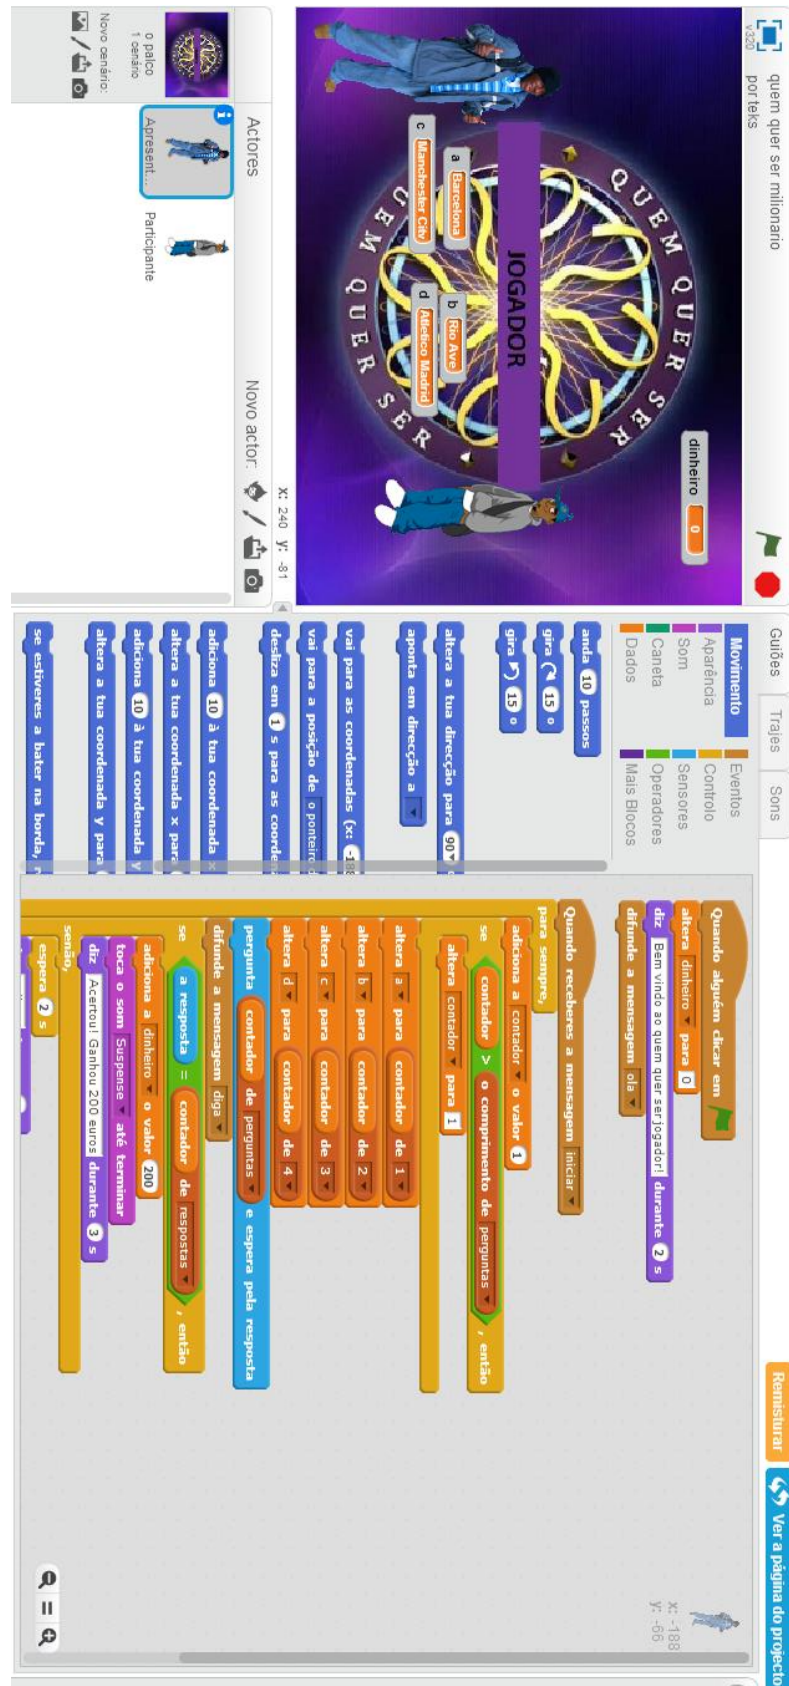 v320
quem quer ser milionario
por teks
dinheiro 0
QUEM QUER SER
QUEM QUER SER
JOGADOR
a Barcelona
b Rio Ave
c Manchester City
d Atletico Madrid
x: 240 y: -81
Actores
Novo actor:
o palco
1 cenário
Novo cenário:
Apresent...
Participante
Remisturar
Ver a página do projecto
Guiões
Trajes
Sons
Movimento
Aparência
Som
Caneta
Dados
Eventos
Controlo
Sensores
Operadores
Mais Blocos
anda 10 passos
gira 15 º
gira 15 º
altera a tua direcção para 90
aponta em direcção a
vai para as coordenadas (x: -188
vai para a posição de o ponteiro d
desliza em 1 s para as coorden
adiciona 10 à tua coordenada x
altera a tua coordenada x para
adiciona 10 à tua coordenada y
altera a tua coordenada y para
se estiveres a bater na borda, r
Quando alguém clicar em
altera dinheiro para 0
diz Bem vindo ao quem quer ser jogador! durante 2 s
difunde a mensagem ola
Quando receberes a mensagem iniciar
para sempre,
adiciona a contador o valor 1
se contador > o comprimento de perguntas , então
altera contador para 1
altera a para contador de 1
altera b para contador de 2
altera c para contador de 3
altera d para contador de 4
pergunta contador de perguntas e espera pela resposta
difunde a mensagem diga
se a resposta = contador de respostas , então
adiciona a dinheiro o valor 200
toca o som Suspense até terminar
diz Acertou! Ganhou 200 euros durante 3 s
senão,
espera 2 s
x: -188
y: -66